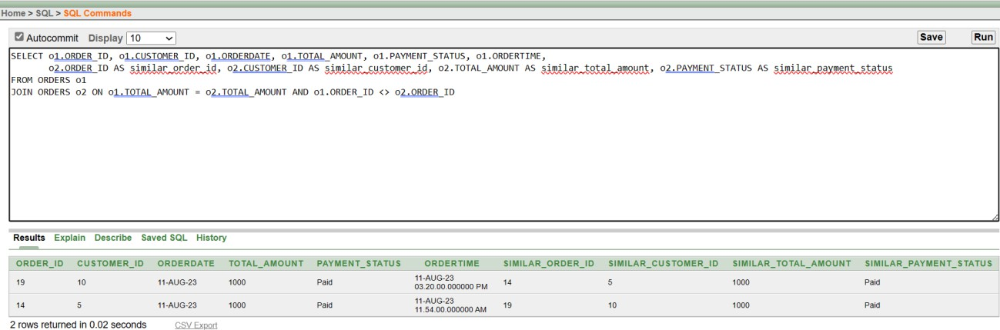 Home > SQL > SQL Commands
Autocommit Display 10 Save Run
SELECT o1.ORDER_ID, o1.CUSTOMER_ID, o1.ORDERDATE, o1.TOTAL_AMOUNT, o1.PAYMENT_STATUS, o1.ORDERTIME,
o2.ORDER_ID AS similar_order_id, o2.CUSTOMER_ID AS similar_customer_id, o2.TOTAL_AMOUNT AS similar_total_amount, o2.PAYMENT_STATUS AS similar_payment_status
FROM ORDERS o1
JOIN ORDERS o2 ON o1.TOTAL_AMOUNT = o2.TOTAL_AMOUNT AND o1.ORDER_ID <> o2.ORDER_ID
Results Explain Describe Saved SQL History
ORDER_ID CUSTOMER_ID ORDERDATE TOTAL_AMOUNT PAYMENT_STATUS ORDERTIME SIMILAR_ORDER_ID SIMILAR_CUSTOMER_ID SIMILAR_TOTAL_AMOUNT SIMILAR_PAYMENT_STATUS
19 10 11-AUG-23 1000 Paid 11-AUG-23 03.20.00.000000 PM 14 5 1000 Paid
14 5 11-AUG-23 1000 Paid 11-AUG-23 11.54.00.000000 AM 19 10 1000 Paid
2 rows returned in 0.02 seconds CSV Export